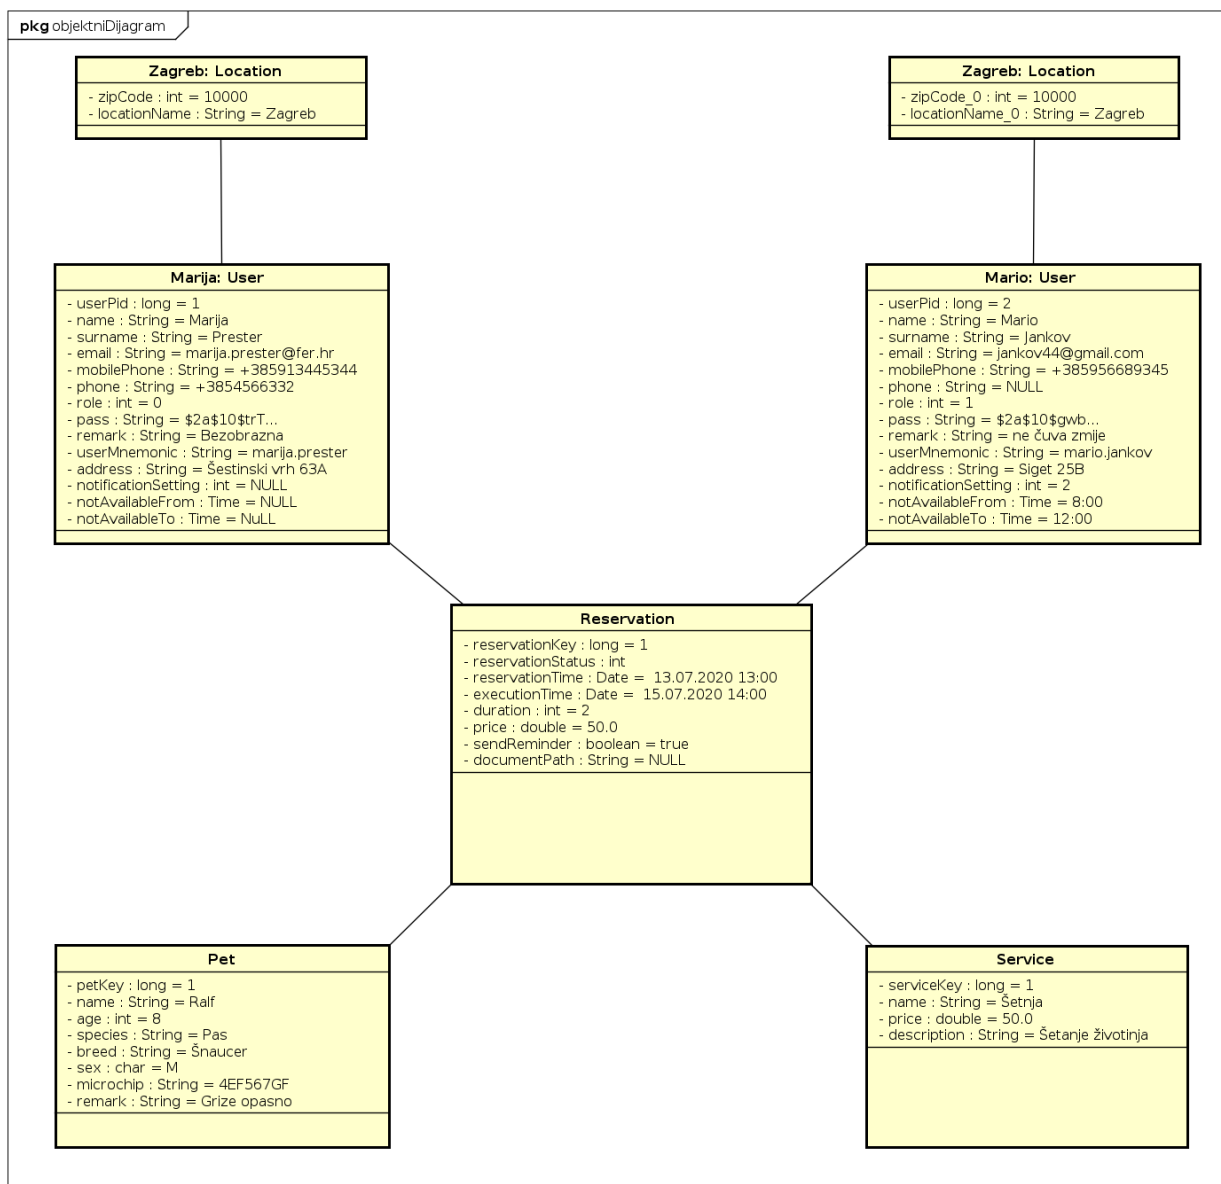 pkg objektniDijagram
Zagreb: Location
- zipCode : int = 10000
- locationName : String = Zagreb
Zagreb: Location
- zipCode_0 : int = 10000
- locationName_0 : String = Zagreb
Marija: User
- userPid : long = 1
- name : String = Marija
- surname : String = Prester
- email : String = marija.prester@fer.hr
- mobilePhone : String = +385913445344
- phone : String = +3854566332
- role : int = 0
- pass : String = $2a$10$trT...
- remark : String = Bezobrazna
- userMnemonic : String = marija.prester
- address : String = Šestinski vrh 63A
- notificationSetting : int = NULL
- notAvailableFrom : Time = NULL
- notAvailableTo : Time = NuLL
Mario: User
- userPid : long = 2
- name : String = Mario
- surname : String = Jankov
- email : String = jankov44@gmail.com
- mobilePhone : String = +385956689345
- phone : String = NULL
- role : int = 1
- pass : String = $2a$10$gwb...
- remark : String = ne čuva zmije
- userMnemonic : String = mario.jankov
- address : String = Siget 25B
- notificationSetting : int = 2
- notAvailableFrom : Time = 8:00
- notAvailableTo : Time = 12:00
Reservation
- reservationKey : long = 1
- reservationStatus : int
- reservationTime : Date =  13.07.2020 13:00
- executionTime : Date =  15.07.2020 14:00
- duration : int = 2
- price : double = 50.0
- sendReminder : boolean = true
- documentPath : String = NULL
Pet
- petKey : long = 1
- name : String = Ralf
- age : int = 8
- species : String = Pas
- breed : String = Šnaucer
- sex : char = M
- microchip : String = 4EF567GF
- remark : String = Grize opasno
Service
- serviceKey : long = 1
- name : String = Šetnja
- price : double = 50.0
- description : String = Šetanje životinja